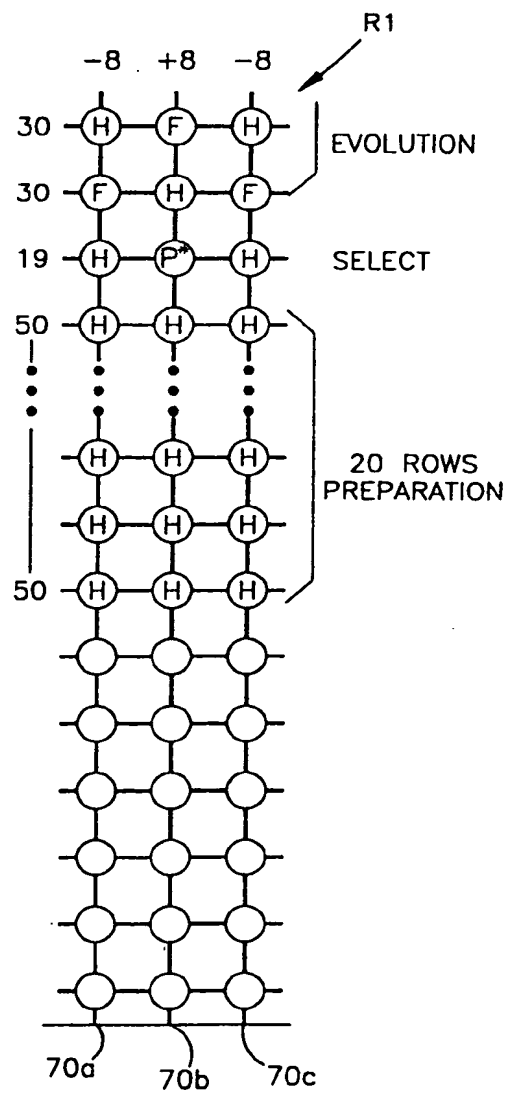 R1
-8 +8 -8
30 H F H
EVOLUTION
30 F H F
19 H P* H SELECT
50 H H H
H H H
20 ROWS
PREPARATION
H H H
50 H H H
70a 70b 70c